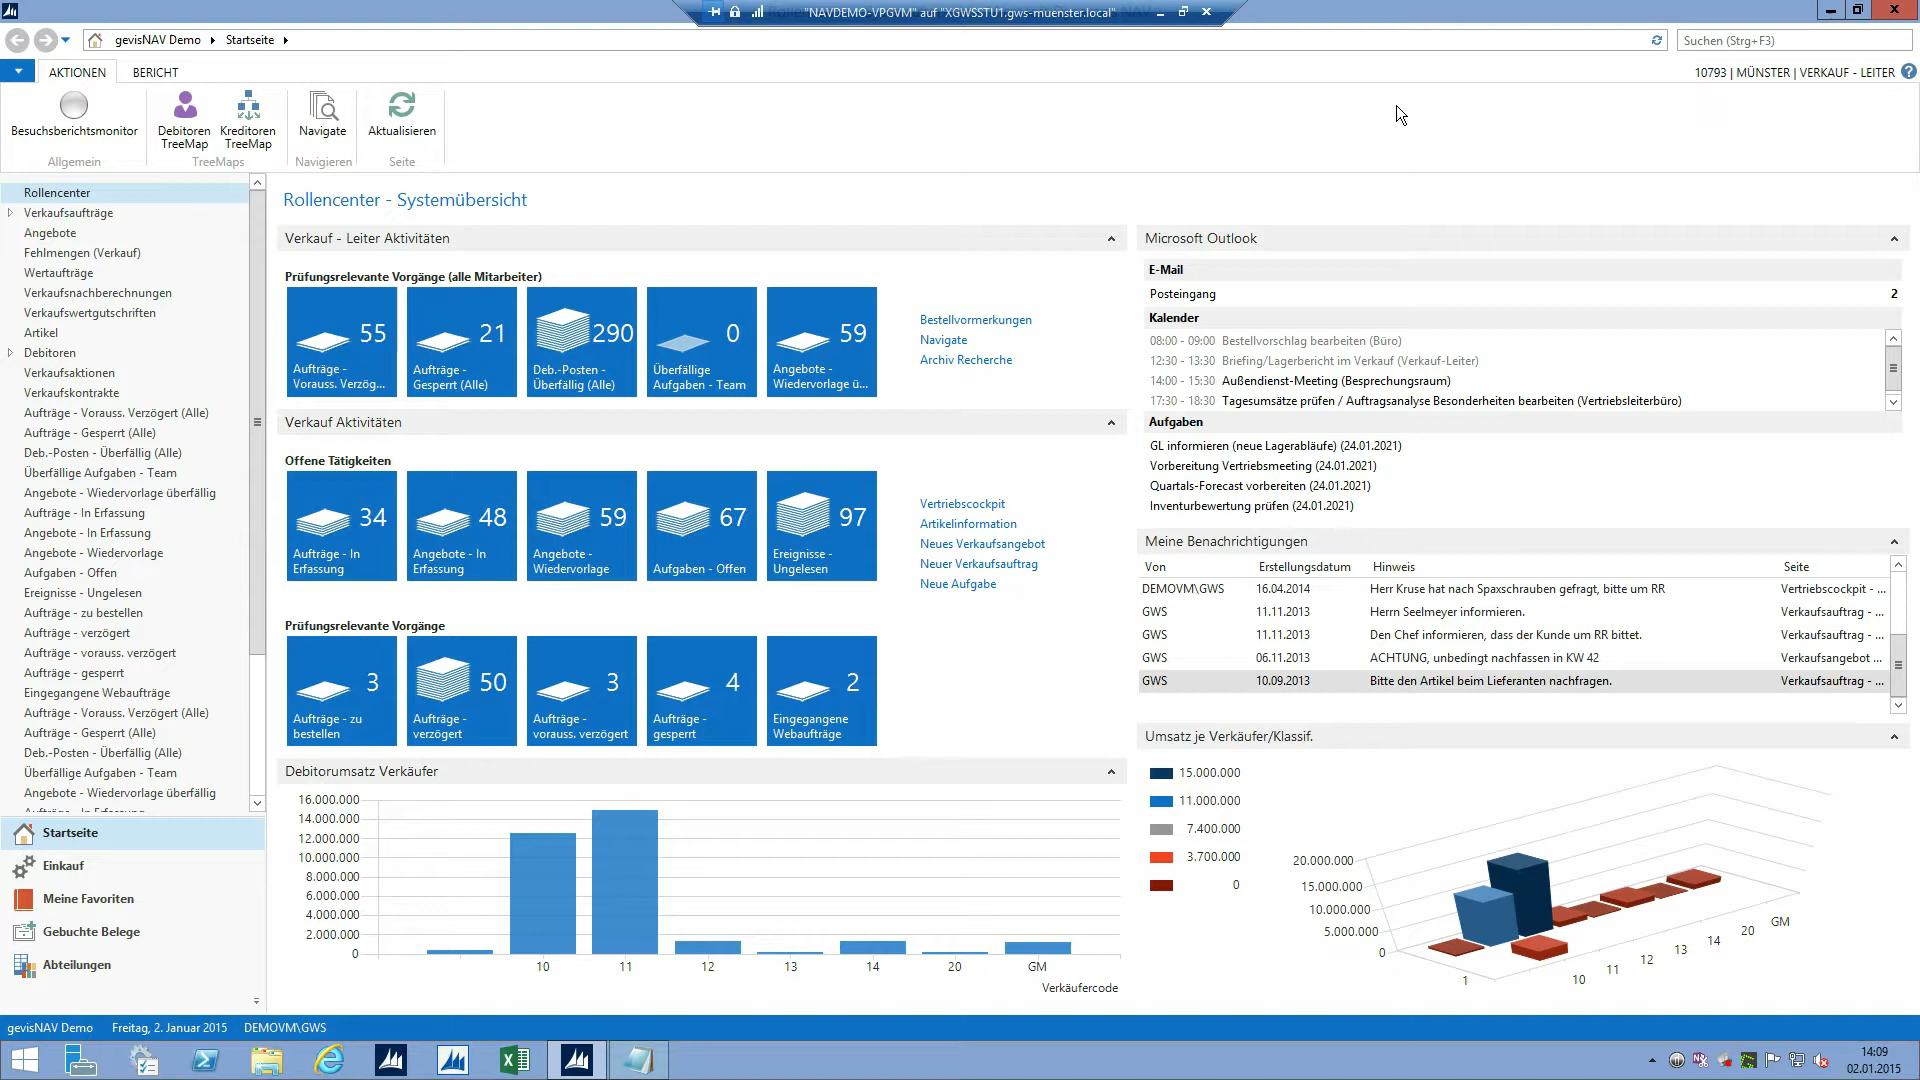 "NAVDEMO-VPGVM" auf "XGWSSTU1.gws-muenster.local"
gevisNAV Demo
Startseite
Suchen (Strg+F3)
AKTIONEN
BERICHT
10793 | MÜNSTER | VERKAUF - LEITER
Besuchsberichtsmonitor
Debitoren
TreeMap
Kreditoren
TreeMap
Navigate
Aktualisieren
Allgemein
TreeMaps
Navigieren
Seite
Rollencenter
Verkaufsaufträge
Angebote
Fehlmengen (Verkauf)
Wertaufträge
Verkaufsnachberechnungen
Verkaufswertgutschriften
Artikel
Debitoren
Verkaufsaktionen
Verkaufskontrakte
Aufträge - Vorauss. Verzögert (Alle)
Aufträge - Gesperrt (Alle)
Deb.-Posten - Überfällig (Alle)
Überfällige Aufgaben - Team
Angebote - Wiedervorlage überfällig
Aufträge - In Erfassung
Angebote - In Erfassung
Angebote - Wiedervorlage
Aufgaben - Offen
Ereignisse - Ungelesen
Aufträge - zu bestellen
Aufträge - verzögert
Aufträge - vorauss. verzögert
Aufträge - gesperrt
Eingegangene Webaufträge
Aufträge - Vorauss. Verzögert (Alle)
Aufträge - Gesperrt (Alle)
Deb.-Posten - Überfällig (Alle)
Überfällige Aufgaben - Team
Angebote - Wiedervorlage überfällig
Startseite
Einkauf
Meine Favoriten
Gebuchte Belege
Abteilungen
Rollencenter - Systemübersicht
Verkauf - Leiter Aktivitäten
Prüfungsrelevante Vorgänge (alle Mitarbeiter)
55
Aufträge -
Vorauss. Verzög...
21
Aufträge -
Gesperrt (Alle)
290
Deb.-Posten -
Überfällig (Alle)
0
Überfällige
Aufgaben - Team
59
Angebote -
Wiedervorlage ü...
Bestellvormerkungen
Navigate
Archiv Recherche
Verkauf Aktivitäten
Offene Tätigkeiten
34
Aufträge - In
Erfassung
48
Angebote - In
Erfassung
59
Angebote -
Wiedervorlage
67
Aufgaben - Offen
97
Ereignisse -
Ungelesen
Vertriebscockpit
Artikelinformation
Neues Verkaufsangebot
Neuer Verkaufsauftrag
Neue Aufgabe
Prüfungsrelevante Vorgänge
3
Aufträge - zu
bestellen
50
Aufträge -
verzögert
3
Aufträge -
vorauss. verzögert
4
Aufträge -
gesperrt
2
Eingegangene
Webaufträge
Debitorumsatz Verkäufer
16.000.000
14.000.000
12.000.000
10.000.000
8.000.000
6.000.000
4.000.000
2.000.000
0
10 11 12 13 14 20 GM
Verkäufercode
Microsoft Outlook
E-Mail
Posteingang 2
Kalender
08:00 - 09:00 Bestellvorschlag bearbeiten (Büro)
12:30 - 13:30 Briefing/Lagerbericht im Verkauf (Verkauf-Leiter)
14:00 - 15:30 Außendienst-Meeting (Besprechungsraum)
17:30 - 18:30 Tagesumsätze prüfen / Auftragsanalyse Besonderheiten bearbeiten (Vertriebsleiterbüro)
Aufgaben
GL informieren (neue Lagerabläufe) (24.01.2021)
Vorbereitung Vertriebsmeeting (24.01.2021)
Quartals-Forecast vorbereiten (24.01.2021)
Inventurbewertung prüfen (24.01.2021)
Meine Benachrichtigungen
Von Erstellungsdatum Hinweis Seite
DEMOVM\GWS 16.04.2014 Herr Kruse hat nach Spaxschrauben gefragt, bitte um RR Vertriebscockpit - ...
GWS 11.11.2013 Herrn Seelmeyer informieren. Verkaufsauftrag - ...
GWS 11.11.2013 Den Chef informieren, dass der Kunde um RR bittet. Verkaufsauftrag - ...
GWS 06.11.2013 ACHTUNG, unbedingt nachfassen in KW 42 Verkaufsangebot ...
GWS 10.09.2013 Bitte den Artikel beim Lieferanten nachfragen. Verkaufsauftrag - ...
Umsatz je Verkäufer/Klassif.
15.000.000
11.000.000
7.400.000
3.700.000
0
20.000.000
15.000.000
10.000.000
5.000.000
0
1
10 11 12 13 14 20 GM
gevisNAV Demo Freitag, 2. Januar 2015 DEMOVM\GWS
14:09
02.01.2015